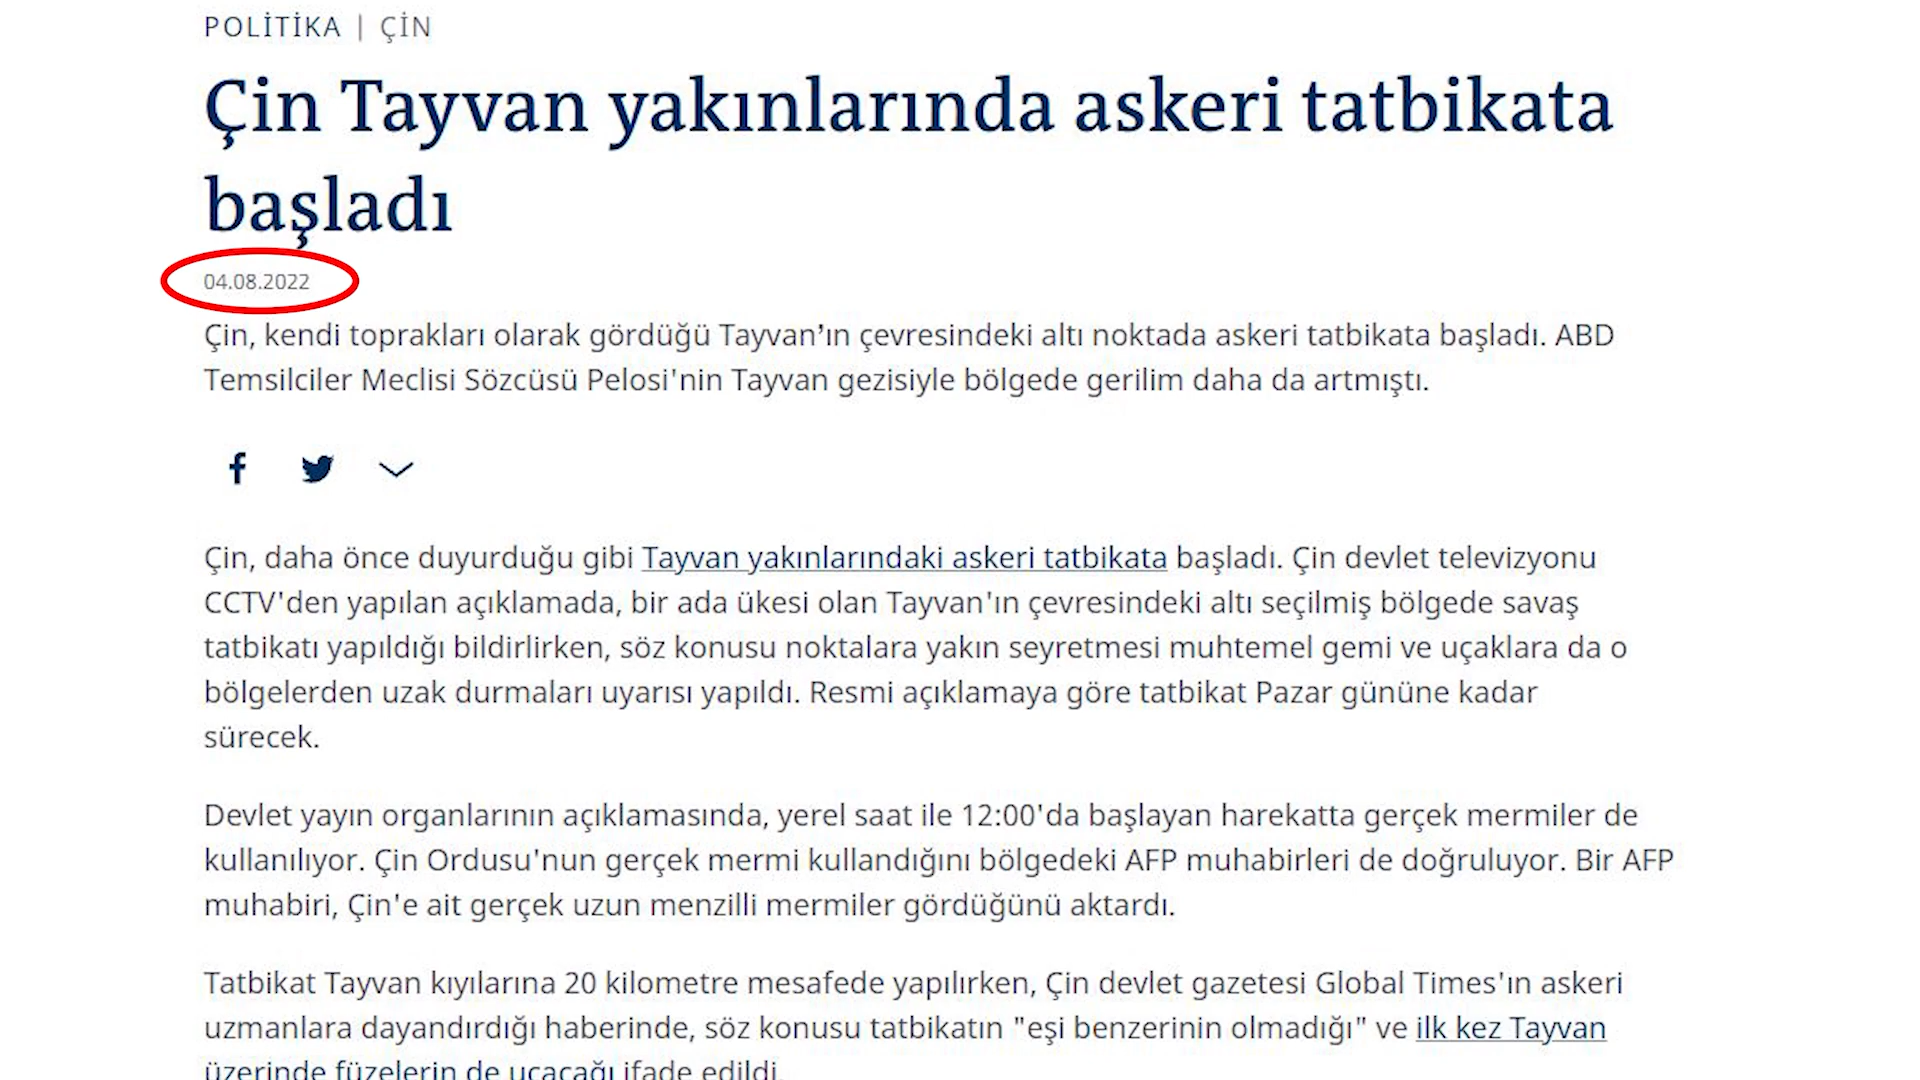 POLİTİKA | ÇİN
Çin Tayvan yakınlarında askeri tatbikata
başladı
04.08.2022
Çin, kendi toprakları olarak gördüğü Tayvan’ın çevresindeki altı noktada askeri tatbikata başladı. ABD
Temsilciler Meclisi Sözcüsü Pelosi'nin Tayvan gezisiyle bölgede gerilim daha da artmıştı.
Çin, daha önce duyurduğu gibi Tayvan yakınlarındaki askeri tatbikata başladı. Çin devlet televizyonu
CCTV'den yapılan açıklamada, bir ada ükesi olan Tayvan'ın çevresindeki altı seçilmiş bölgede savaş
tatbikatı yapıldığı bildirlirken, söz konusu noktalara yakın seyretmesi muhtemel gemi ve uçaklara da o
bölgelerden uzak durmaları uyarısı yapıldı. Resmi açıklamaya göre tatbikat Pazar gününe kadar
sürecek.
Devlet yayın organlarının açıklamasında, yerel saat ile 12:00'da başlayan harekatta gerçek mermiler de
kullanılıyor. Çin Ordusu'nun gerçek mermi kullandığını bölgedeki AFP muhabirleri de doğruluyor. Bir AFP
muhabiri, Çin'e ait gerçek uzun menzilli mermiler gördüğünü aktardı.
Tatbikat Tayvan kıyılarına 20 kilometre mesafede yapılırken, Çin devlet gazetesi Global Times'ın askeri
uzmanlara dayandırdığı haberinde, söz konusu tatbikatın "eşi benzerinin olmadığı" ve ilk kez Tayvan
üzerinde füzelerin de uçacağı ifade edildi.